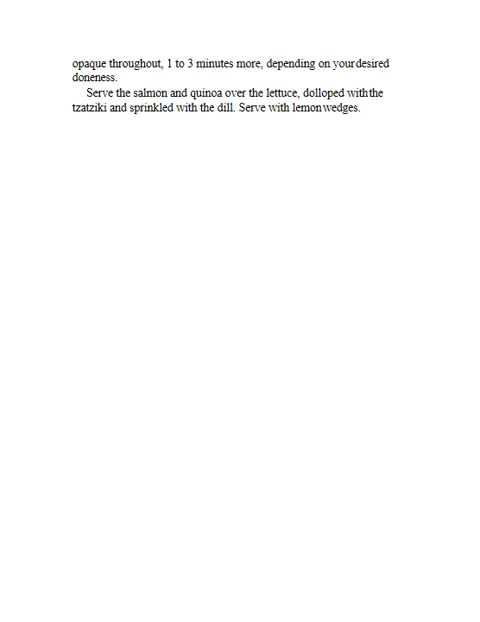 opaque throughout, 1 to 3 minutes more, depending on your desired
doneness.
Serve the salmon and quinoa over the lettuce, dolloped with the
tzatziki and sprinkled with the dill. Serve with lemon wedges.